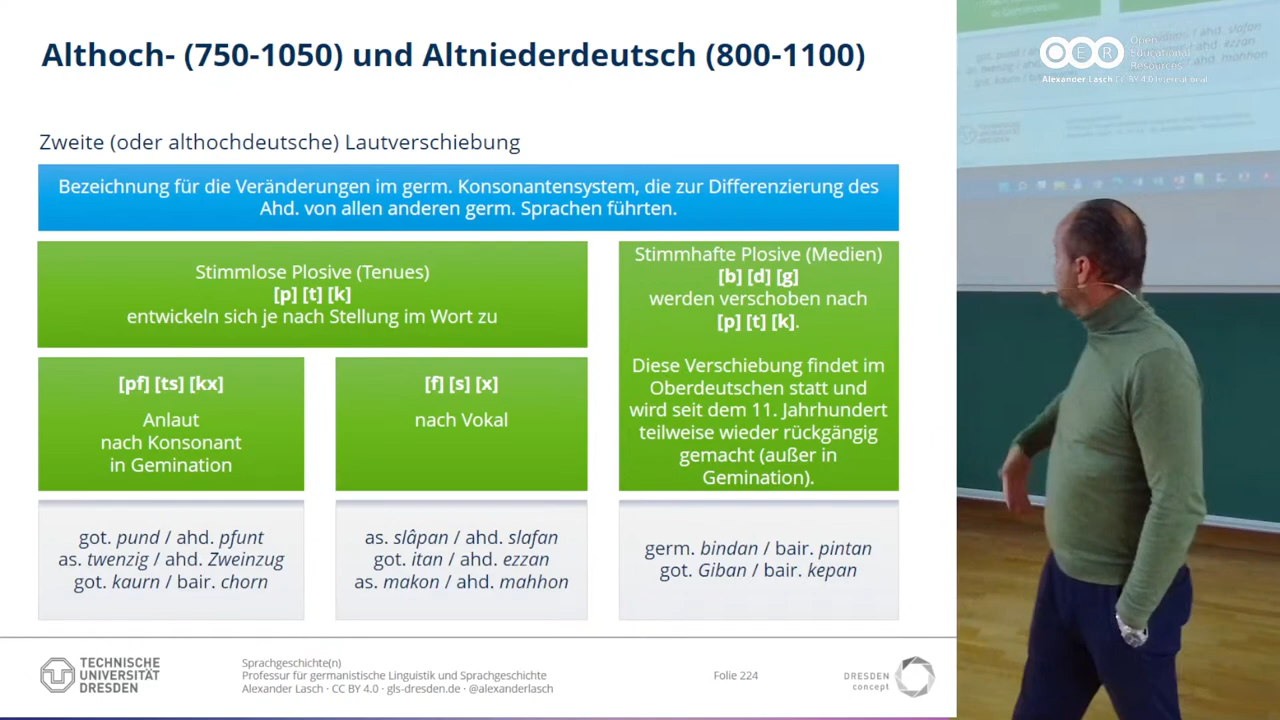 Althoch- (750-1050) und Altniederdeutsch (800-1100)
Zweite (oder althochdeutsche) Lautverschiebung
Bezeichnung für die Veränderungen im germ. Konsonantensystem, die zur Differenzierung des
Ahd. von allen anderen germ. Sprachen führten.
Stimmlose Plosive (Tenues)
[p] [t] [k]
entwickeln sich je nach Stellung im Wort zu
[pf] [ts] [kx]
Anlaut
nach Konsonant
in Gemination
[f] [s] [x]
nach Vokal
Stimmhafte Plosive (Medien)
[b] [d] [g]
werden verschoben nach
[p] [t] [k].
Diese Verschiebung findet im
Oberdeutschen statt und
wird seit dem 11. Jahrhundert
teilweise wieder rückgängig
gemacht (außer in
Gemination).
got. pund / ahd. pfunt
as. twenzig / ahd. Zweinzug
got. kaurn / bair. chorn
as. slâpan / ahd. slafan
got. itan / ahd. ezzan
as. makon / ahd. mahhon
germ. bindan / bair. pintan
got. Giban / bair. kepan
TECHNISCHE
UNIVERSITÄT
DRESDEN
Sprachgeschichte(n)
Professur für germanistische Linguistik und Sprachgeschichte
Alexander Lasch · CC BY 4.0 · gls-dresden.de · @alexanderlasch
Folie 224
DRESDEN
concept
OER
Open
Educational
Resources
Alexander Lasch CC BY 4.0 International
ahd. slafan
ahd. ezzan
ahd. mahhon